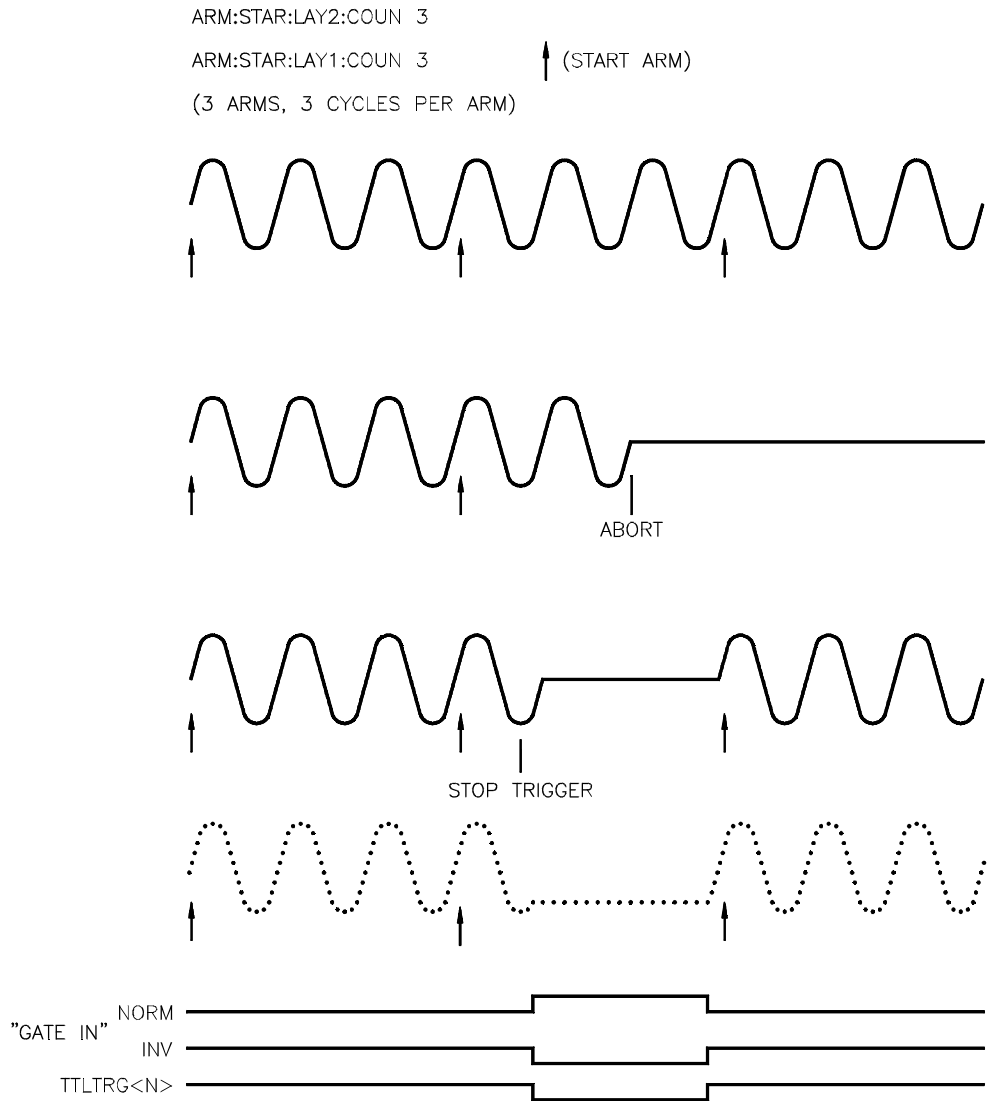 ARM:STAR:LAY2:COUN 3
ARM:STAR:LAY1:COUN 3
(START ARM)
(3 ARMS, 3 CYCLES PER ARM)
ABORT
STOP TRIGGER
"GATE IN"
NORM
INV
TTLTRG<N>